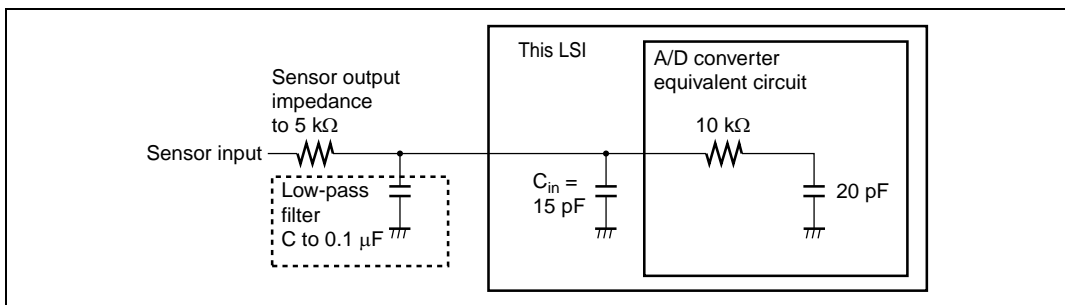 This LSI
A/D converter
equivalent circuit
Sensor output
impedance
to 5 kΩ
10 kΩ
Sensor input
Low-pass
filter
C to 0.1 μF
Cin =
15 pF
20 pF